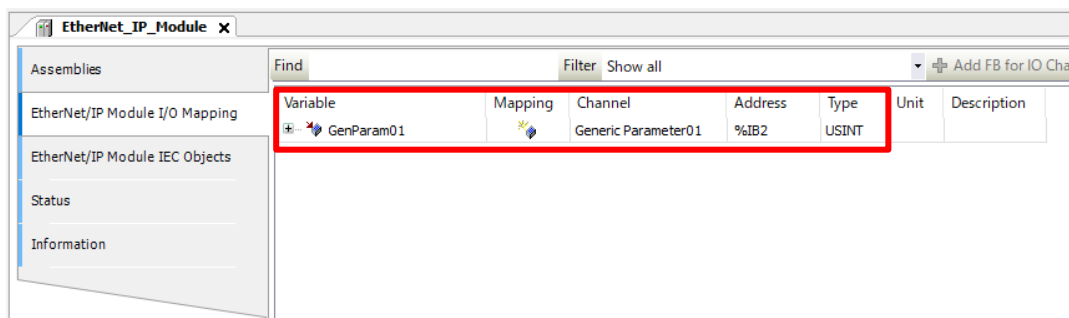 EtherNet_IP_Module X
Assemblies
EtherNet/IP Module I/O Mapping
EtherNet/IP Module IEC Objects
Status
Information
Find Filter Show all Add FB for IO Cha
Variable Mapping Channel Address Type Unit Description
GenParam01 Generic Parameter01 %IB2 USINT